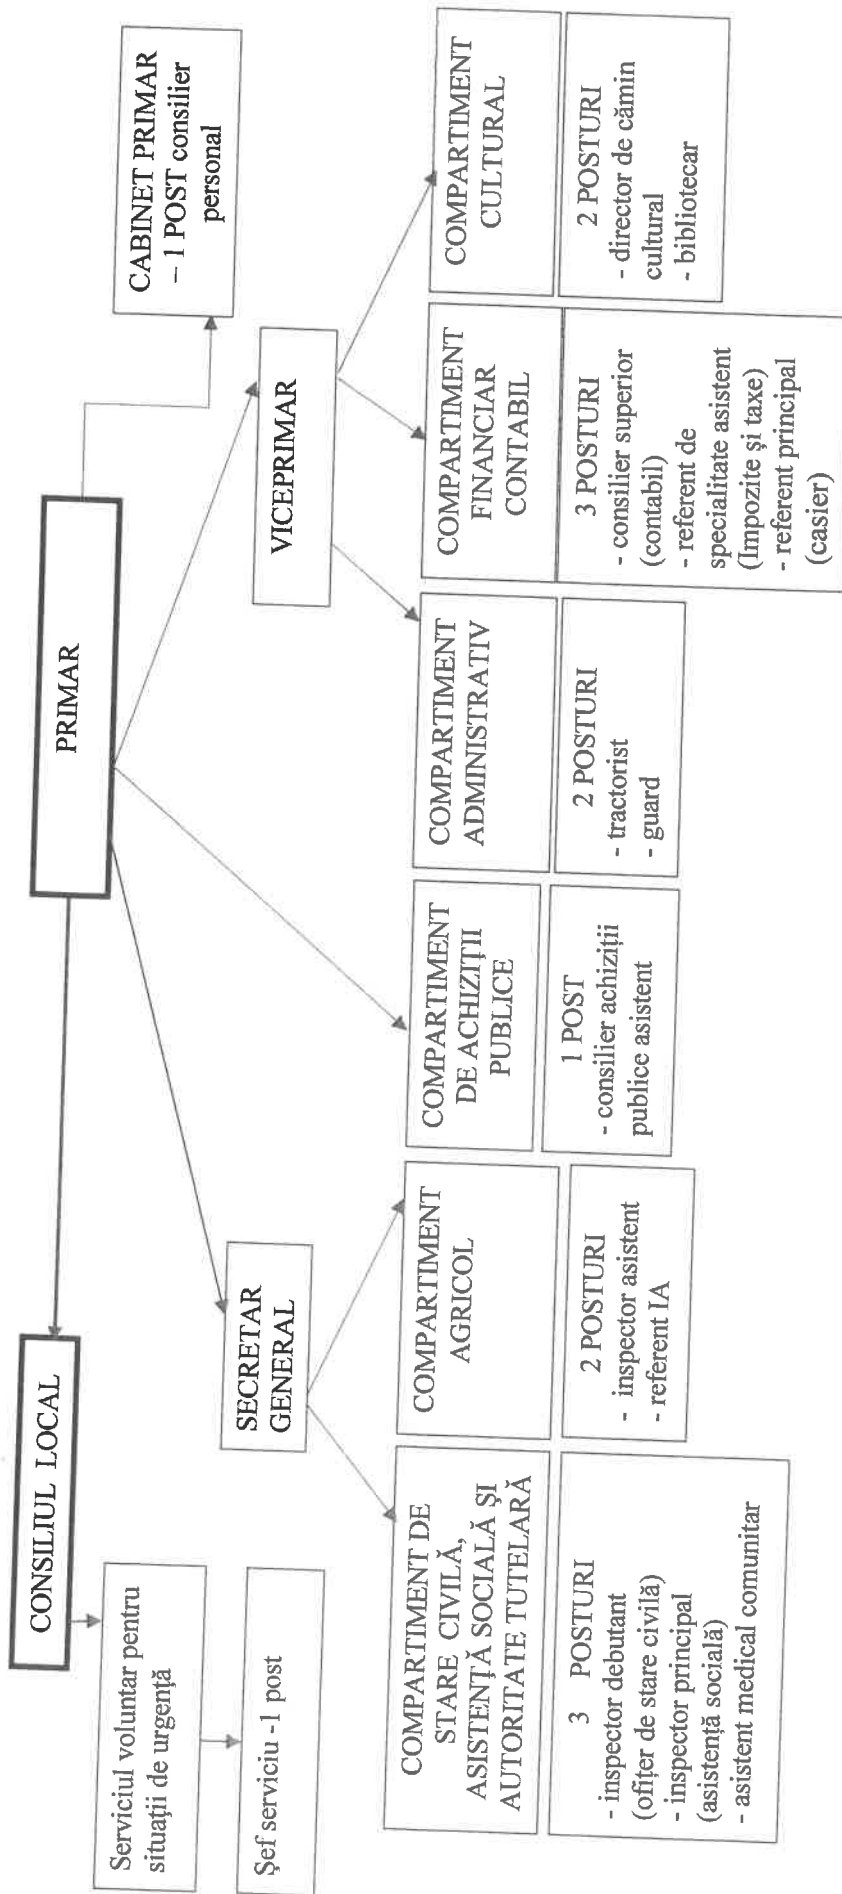 CONSILIUL LOCAL
PRIMAR
CABINET PRIMAR
– 1 POST consilier
personal
Serviciul voluntar pentru
situații de urgență
Șef serviciu -1 post
SECRETAR
GENERAL
VICEPRIMAR
COMPARTIMENT DE
STARE CIVILĂ,
ASISTENȚĂ SOCIALĂ ȘI
AUTORITATE TUTELARĂ
3 POSTURI
- inspector debutant
(ofițer de stare civilă)
- inspector principal
(asistență socială)
- asistent medical comunitar
COMPARTIMENT
AGRICOL
2 POSTURI
- inspector asistent
- referent IA
COMPARTIMENT
DE ACHIZIȚII
PUBLICE
1 POST
- consilier achiziții
publice asistent
COMPARTIMENT
ADMINISTRATIV
2 POSTURI
- tractorist
- guard
COMPARTIMENT
FINANCIAR
CONTABIL
3 POSTURI
- consilier superior
(contabil)
- referent de
specialitate asistent
(Impozite și taxe)
- referent principal
(casier)
COMPARTIMENT
CULTURAL
2 POSTURI
- director de cămin
cultural
- bibliotecar